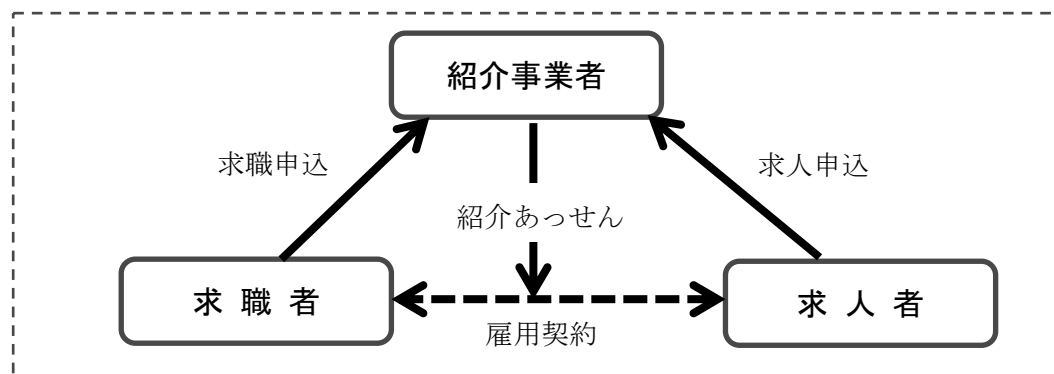 紹介事業者
求職申込
求人申込
紹介あっせん
求 職 者
求 人 者
雇用契約